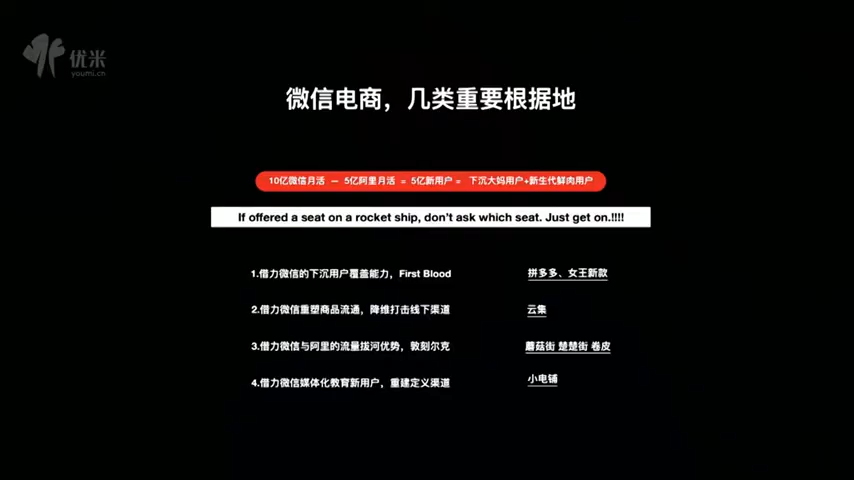 优米
youmi.cn
微信电商，几类重要根据地
10亿微信月活 — 5亿阿里月活 = 5亿新用户 = 下沉大妈用户+新生代鲜肉用户
If offered a seat on a rocket ship, don't ask which seat. Just get on.!!!!
1.借力微信的下沉用户覆盖能力，First Blood 拼多多、女王新款
2.借力微信重塑商品流通，降维打击线下渠道 云集
3.借力微信与阿里的流量拔河优势，敦刻尔克 蘑菇街 楚楚街 卷皮
4.借力微信媒体化教育新用户，重建定义渠道 小电铺